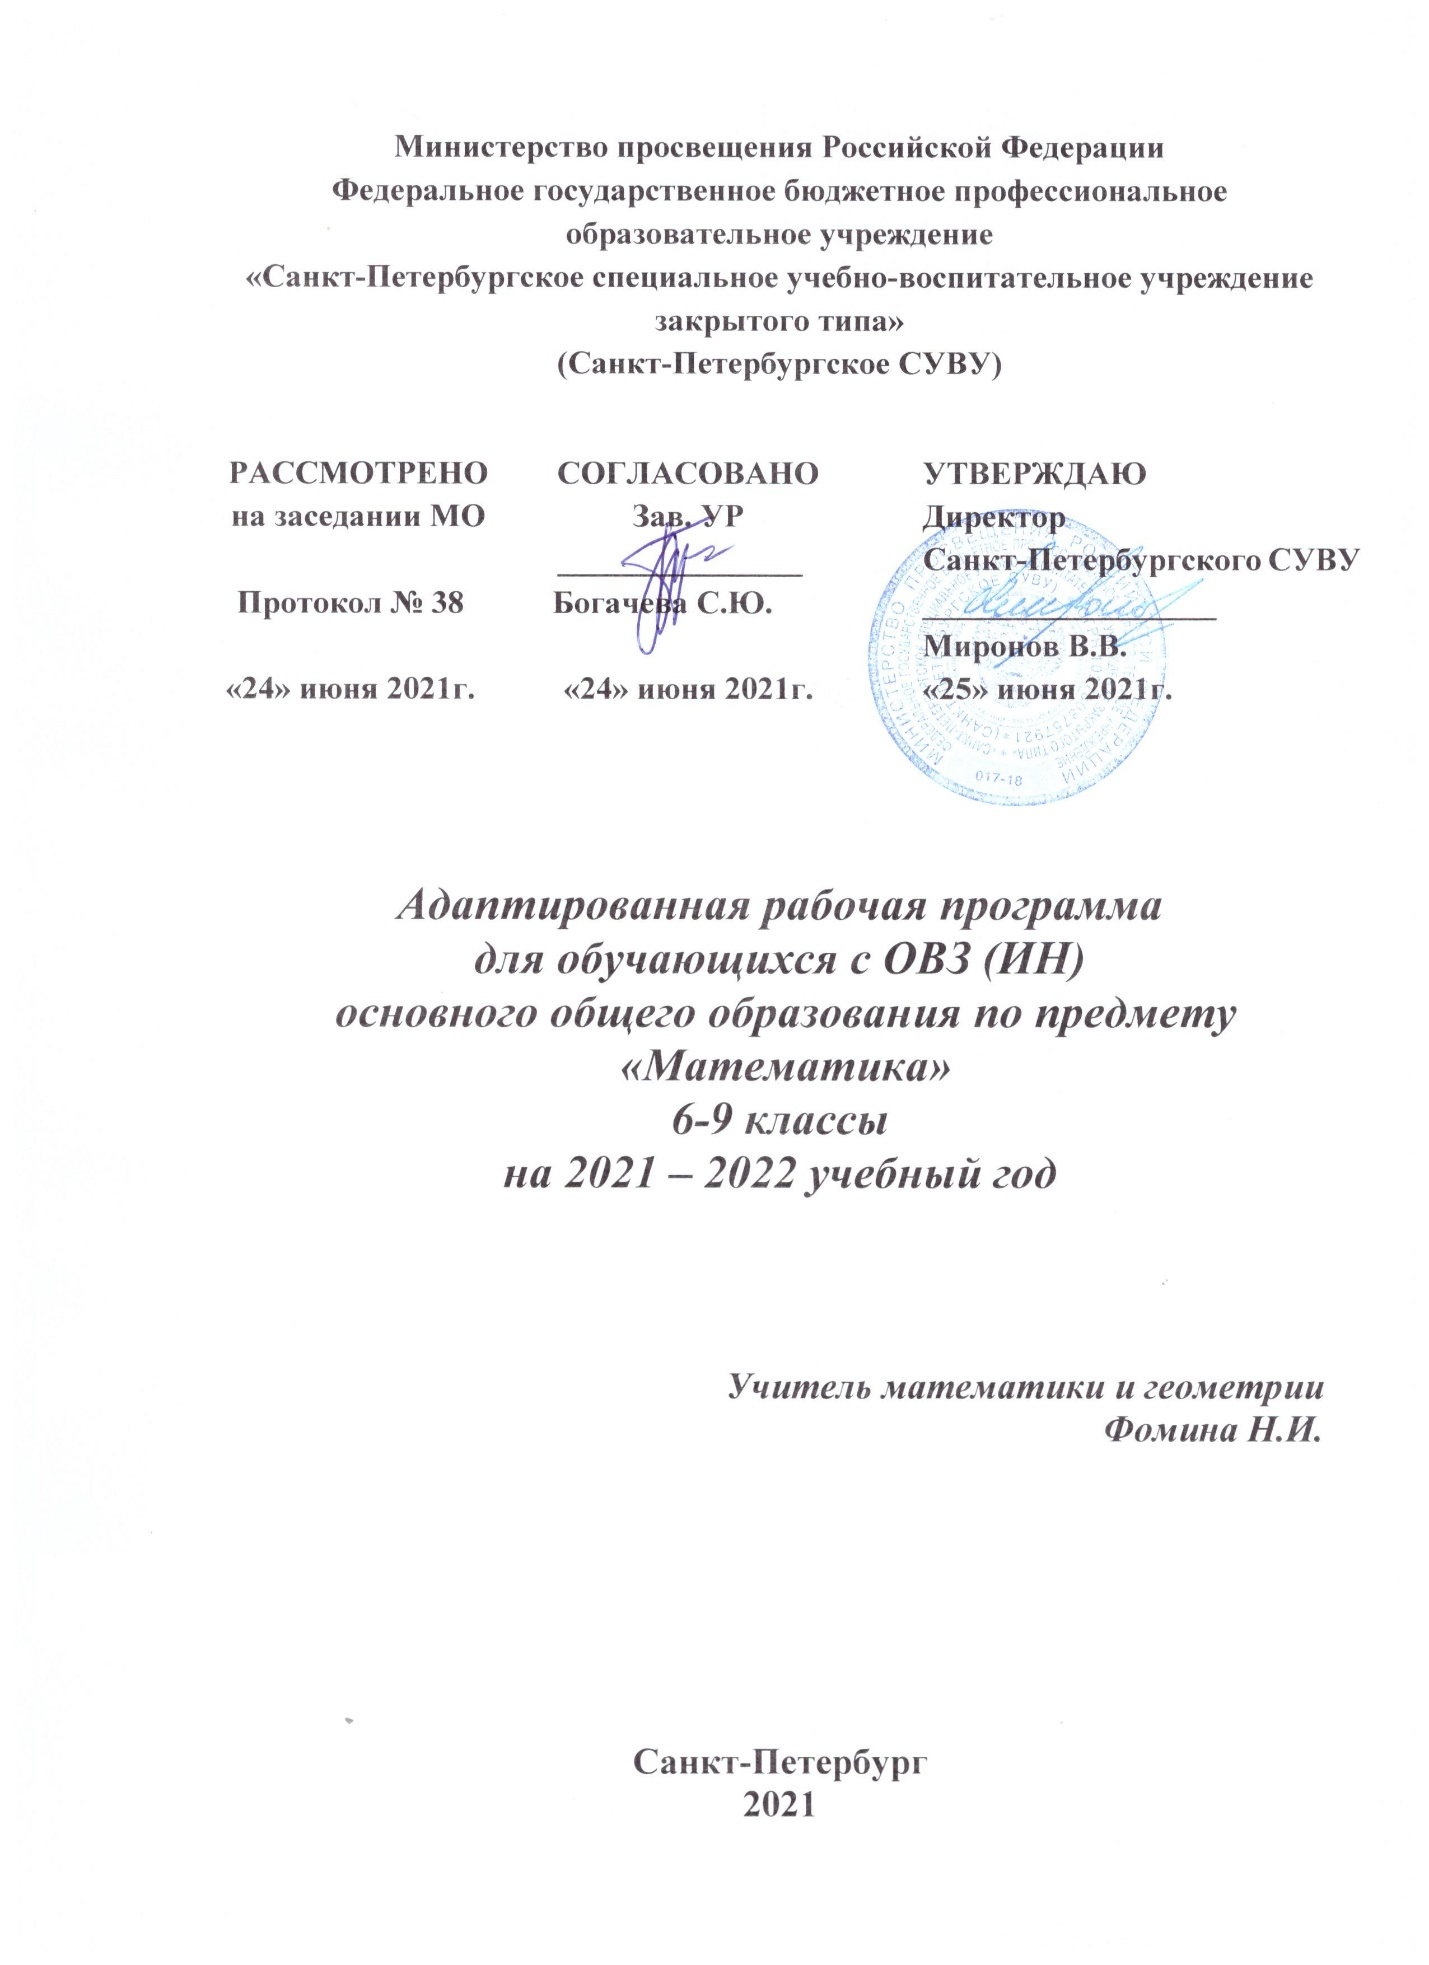 Министерство просвещения Российской Федерации
Федеральное государственное бюджетное профессиональное
образовательное учреждение
«Санкт-Петербургское специальное учебно-воспитательное учреждение
закрытого типа»
(Санкт-Петербургское СУВУ)
РАССМОТРЕНО
на заседании МО
Протокол № 38
«24» июня 2021г.
СОГЛАСОВАНО
Зав. УР
Богачева С.Ю.
«24» июня 2021г.
УТВЕРЖДАЮ
Директор
Санкт-Петербургского СУВУ
Миронов В.В.
«25» июня 2021г.
017-18
Адаптированная рабочая программа
для обучающихся с ОВЗ (ИН)
основного общего образования по предмету
«Математика»
6-9 классы
на 2021 – 2022 учебный год
Учитель математики и геометрии
Фомина Н.И.
Санкт-Петербург
2021